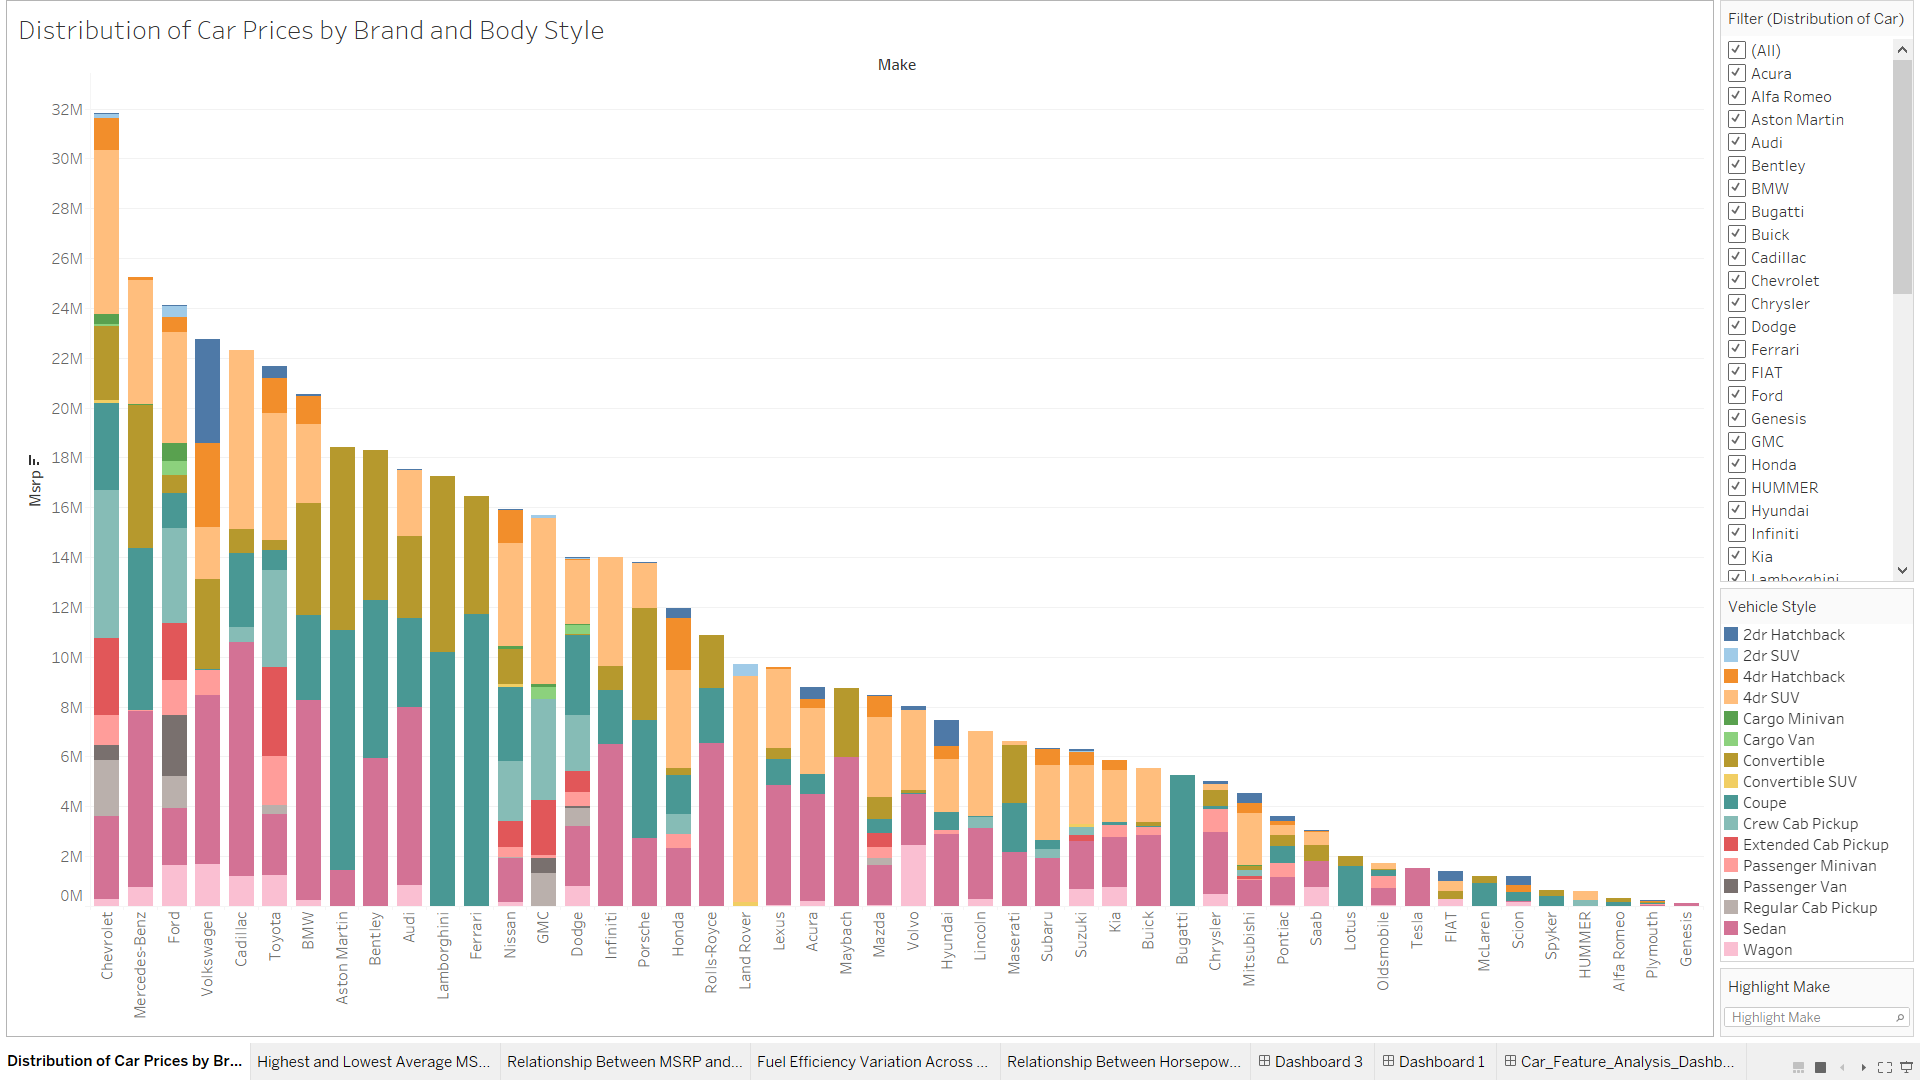 Distribution of Car Prices by Brand and Body Style
Make
32M
30M
28M
26M
24M
22M
20M
18M
16M
14M
12M
10M
8M
6M
4M
2M
0M
Msrp
Chevrolet
Mercedes-Benz
Ford
Volkswagen
Cadillac
Toyota
BMW
Aston Martin
Bentley
Audi
Lamborghini
Ferrari
Nissan
GMC
Dodge
Infiniti
Porsche
Honda
Rolls-Royce
Land Rover
Lexus
Acura
Maybach
Mazda
Volvo
Hyundai
Lincoln
Maserati
Subaru
Suzuki
Kia
Buick
Bugatti
Chrysler
Mitsubishi
Pontiac
Saab
Lotus
Oldsmobile
Tesla
FIAT
McLaren
Scion
Spyker
HUMMER
Alfa Romeo
Plymouth
Genesis
Filter (Distribution of Car)
(All)
Acura
Alfa Romeo
Aston Martin
Audi
Bentley
BMW
Bugatti
Buick
Cadillac
Chevrolet
Chrysler
Dodge
Ferrari
FIAT
Ford
Genesis
GMC
Honda
HUMMER
Hyundai
Infiniti
Kia
Lamborghini
Vehicle Style
2dr Hatchback
2dr SUV
4dr Hatchback
4dr SUV
Cargo Minivan
Cargo Van
Convertible
Convertible SUV
Coupe
Crew Cab Pickup
Extended Cab Pickup
Passenger Minivan
Passenger Van
Regular Cab Pickup
Sedan
Wagon
Highlight Make
Highlight Make
Distribution of Car Prices by Br...
Highest and Lowest Average MS...
Relationship Between MSRP and...
Fuel Efficiency Variation Across ...
Relationship Between Horsepow...
Dashboard 3
Dashboard 1
Car_Feature_Analysis_Dashb...